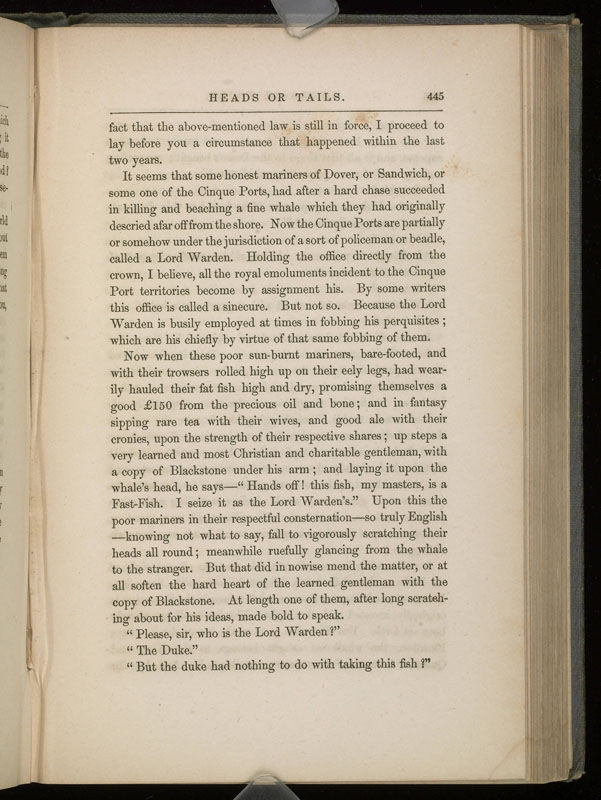 HEADS OR TAILS. 445
fact that the above-mentioned law is still in force, I proceed to
lay before you a circumstance that happened within the last
two years.
It seems that some honest mariners of Dover, or Sandwich, or
some one of the Cinque Ports, had after a hard chase succeeded
in killing and beaching a fine whale which they had originally
descried afar off from the shore. Now the Cinque Ports are partially
or somehow under the jurisdiction of a sort of policeman or beadle,
called a Lord Warden. Holding the office directly from the
crown, I believe, all the royal emoluments incident to the Cinque
Port territories become by assignment his. By some writers
this office is called a sinecure. But not so. Because the Lord
Warden is busily employed at times in fobbing his perquisites;
which are his chiefly by virtue of that same fobbing of them.
Now when these poor sun-burnt mariners, bare-footed, and
with their trowsers rolled high up on their eely legs, had wear-
ily hauled their fat fish high and dry, promising themselves a
good £150 from the precious oil and bone; and in fantasy
sipping rare tea with their wives, and good ale with their
cronies, upon the strength of their respective shares; up steps a
very learned and most Christian and charitable gentleman, with
a copy of Blackstone under his arm; and laying it upon the
whale's head, he says—"Hands off! this fish, my masters, is a
Fast-Fish. I seize it as the Lord Warden's." Upon this the
poor mariners in their respectful consternation—so truly English
—knowing not what to say, fall to vigorously scratching their
heads all round; meanwhile ruefully glancing from the whale
to the stranger. But that did in nowise mend the matter, or at
all soften the hard heart of the learned gentleman with the
copy of Blackstone. At length one of them, after long scratch-
ing about for his ideas, made bold to speak.
"Please, sir, who is the Lord Warden?"
"The Duke."
"But the duke had nothing to do with taking this fish?"